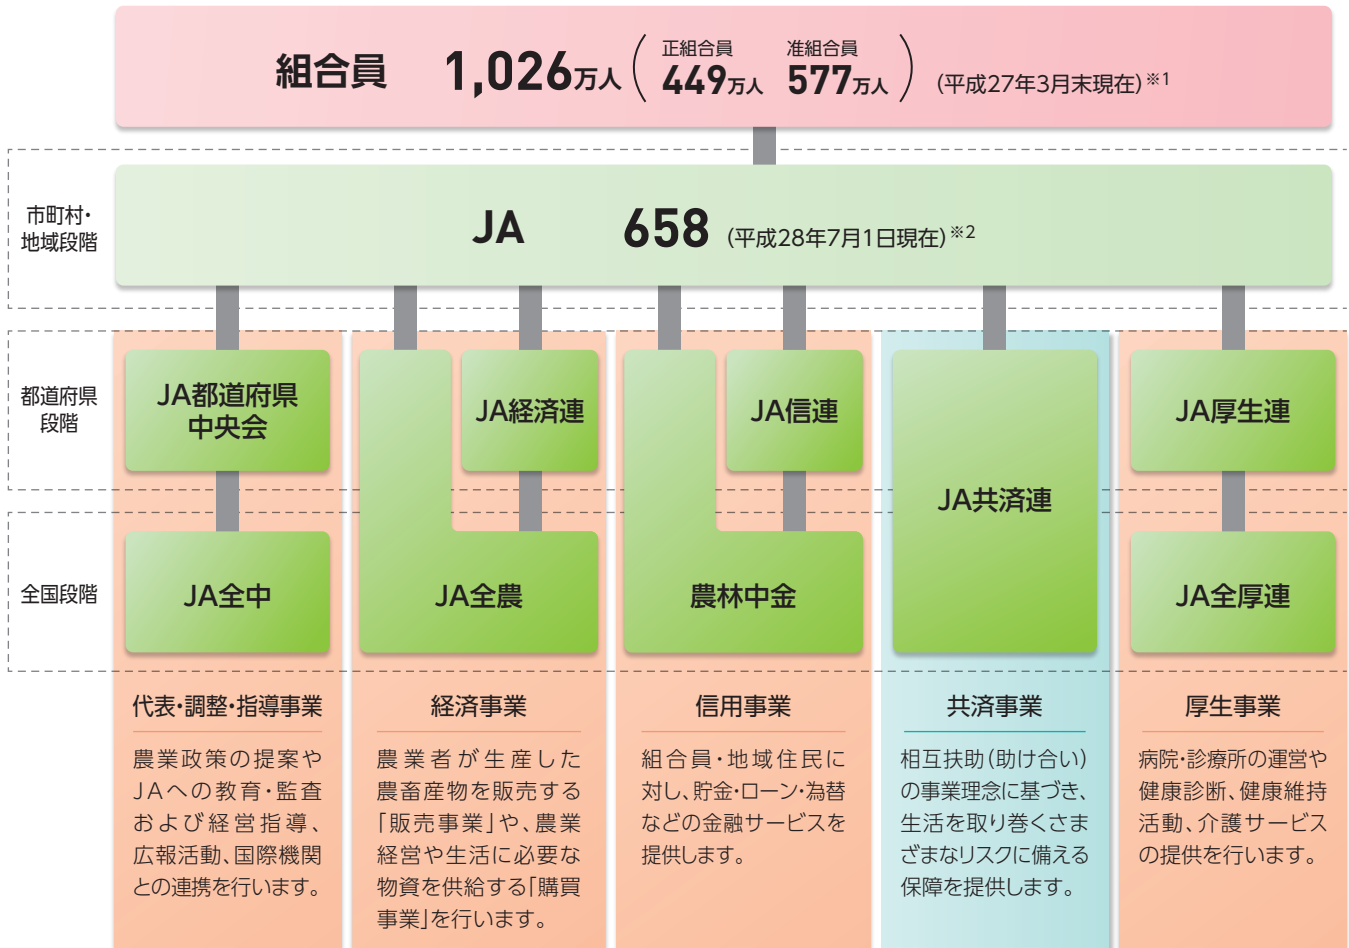 組合員 1,026万人 (正組合員 449万人 准組合員 577万人) (平成27年3月末現在)※1
市町村・
地域段階
JA 658 (平成28年7月1日現在)※2
都道府県
段階
JA都道府県
中央会
JA経済連
JA信連
JA厚生連
JA共済連
全国段階
JA全中
JA全農
農林中金
JA全厚連
代表・調整・指導事業
農業政策の提案や
JAへの教育・監査
および経営指導、
広報活動、国際機関
との連携を行います。
経済事業
農業者が生産した
農畜産物を販売する
「販売事業」や、農業
経営や生活に必要な
物資を供給する「購買
事業」を行います。
信用事業
組合員・地域住民に
対し、貯金・ローン・為替
などの金融サービスを
提供します。
共済事業
相互扶助(助け合い)
の事業理念に基づき、
生活を取り巻くさま
ざまなリスクに備える
保障を提供します。
厚生事業
病院・診療所の運営や
健康診断、健康維持
活動、介護サービス
の提供を行います。